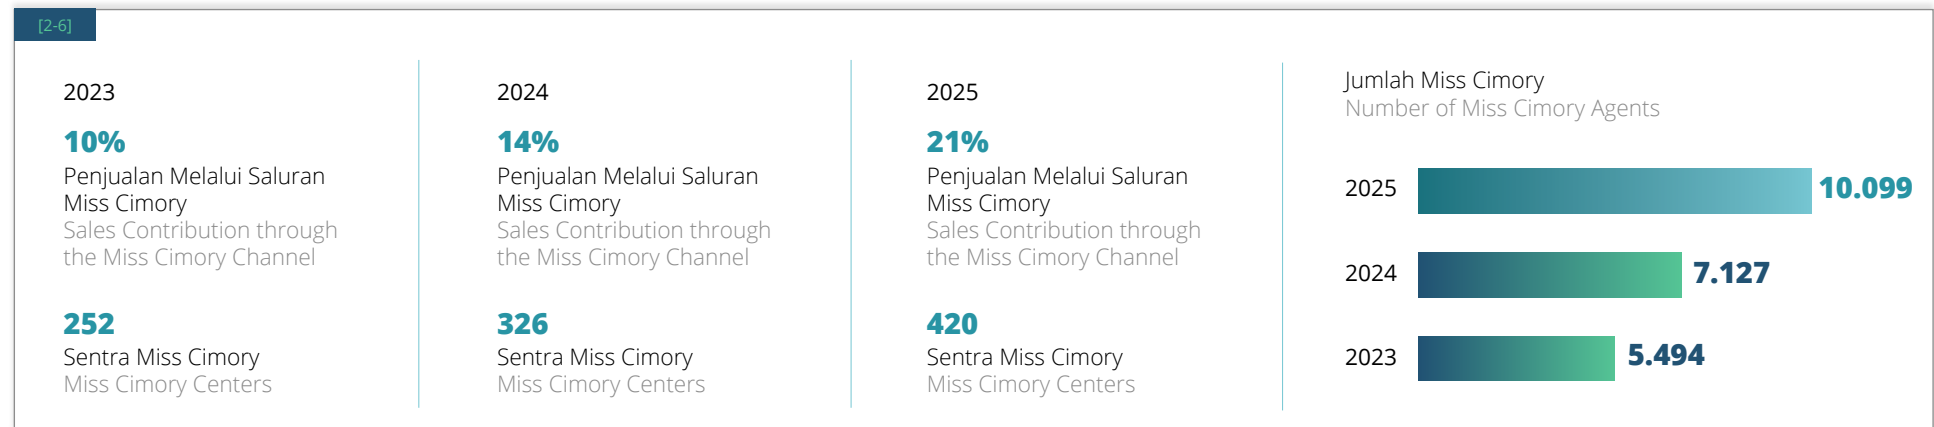 [2-6]
2023
10%
Penjualan Melalui Saluran
Miss Cimory
Sales Contribution through
the Miss Cimory Channel
252
Sentra Miss Cimory
Miss Cimory Centers
2024
14%
Penjualan Melalui Saluran
Miss Cimory
Sales Contribution through
the Miss Cimory Channel
326
Sentra Miss Cimory
Miss Cimory Centers
2025
21%
Penjualan Melalui Saluran
Miss Cimory
Sales Contribution through
the Miss Cimory Channel
420
Sentra Miss Cimory
Miss Cimory Centers
Jumlah Miss Cimory
Number of Miss Cimory Agents
2025 10.099
2024 7.127
2023 5.494